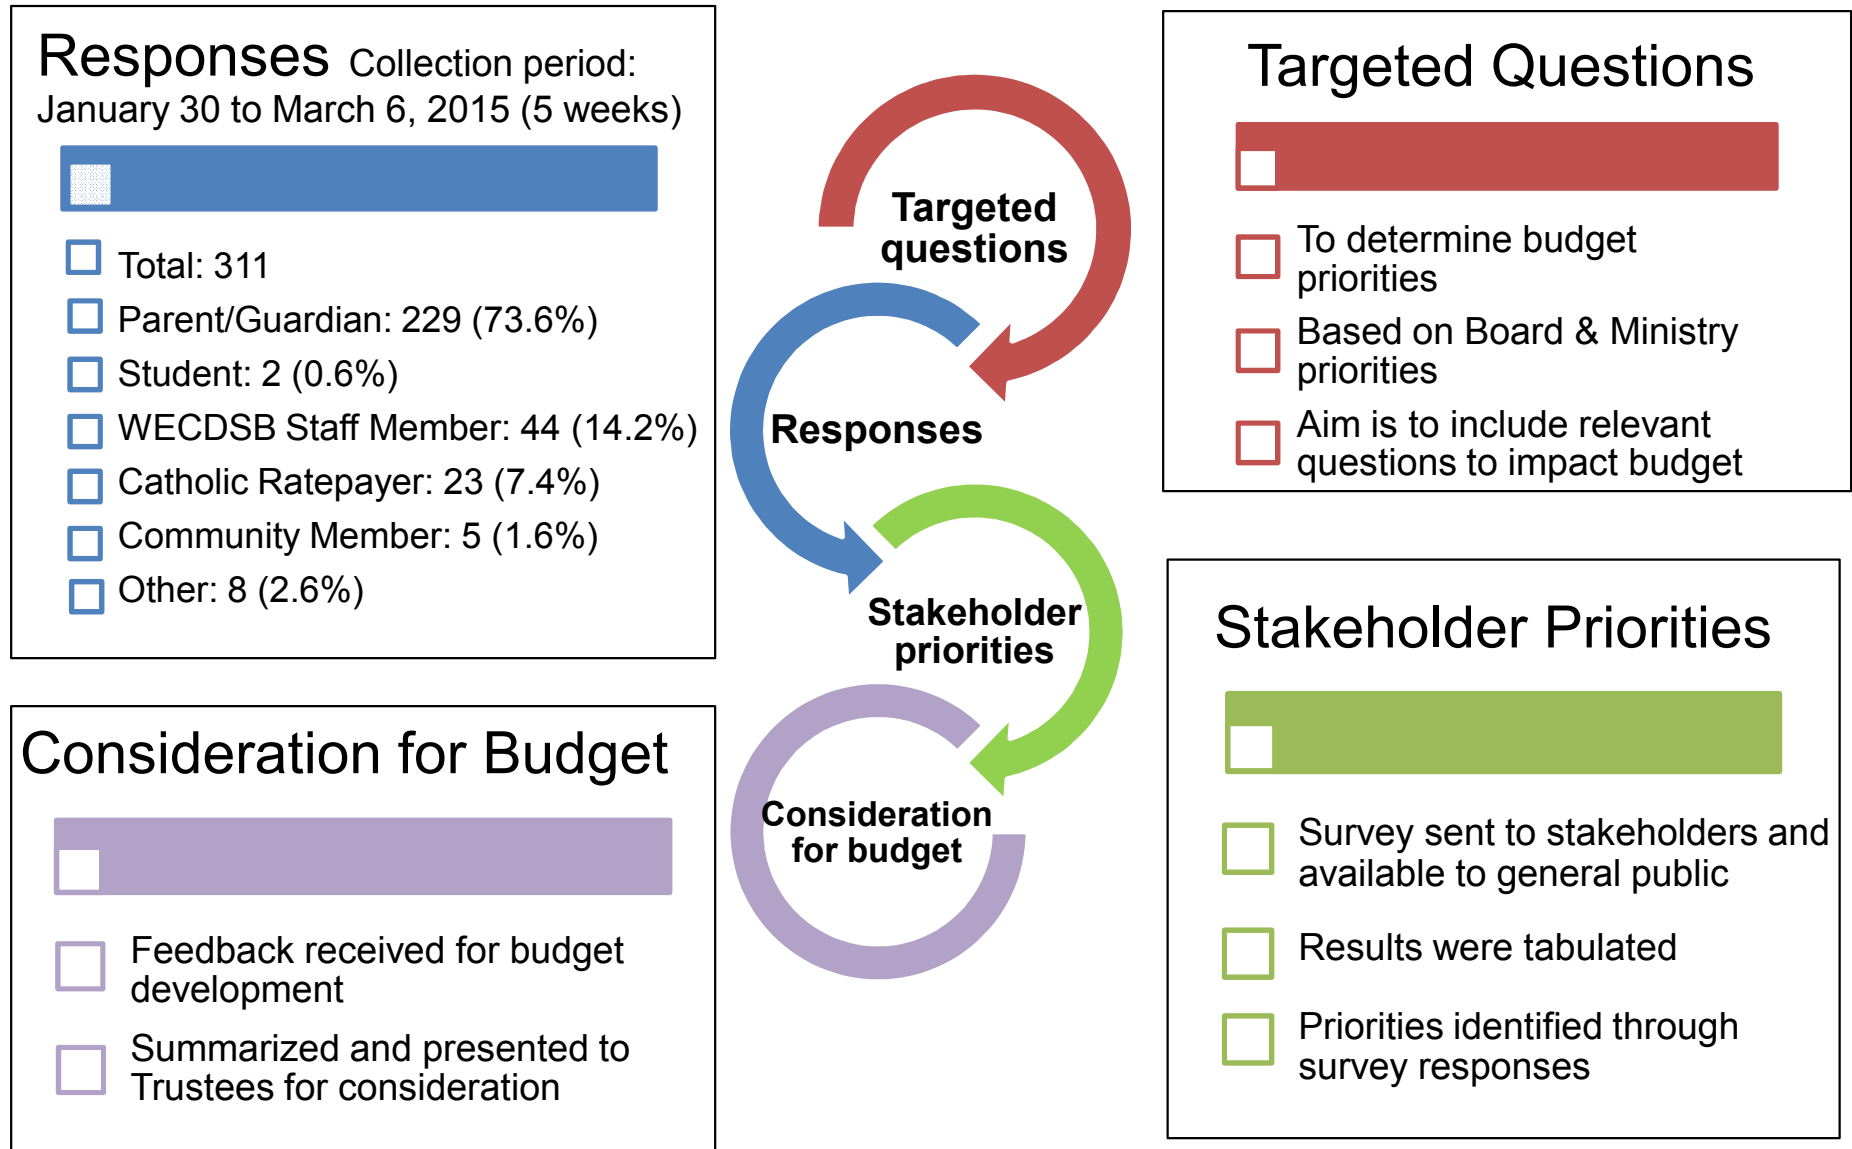 Responses Collection period:
January 30 to March 6, 2015 (5 weeks)
Total: 311
Parent/Guardian: 229 (73.6%)
Student: 2 (0.6%)
WECDSB Staff Member: 44 (14.2%)
Catholic Ratepayer: 23 (7.4%)
Community Member: 5 (1.6%)
Other: 8 (2.6%)
Targeted
questions
Responses
Stakeholder
priorities
Consideration
for budget
Targeted Questions
To determine budget
priorities
Based on Board & Ministry
priorities
Aim is to include relevant
questions to impact budget
Consideration for Budget
Feedback received for budget
development
Summarized and presented to
Trustees for consideration
Stakeholder Priorities
Survey sent to stakeholders and
available to general public
Results were tabulated
Priorities identified through
survey responses